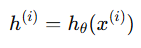 h^{(i)} = h_θ(x^{(i)})